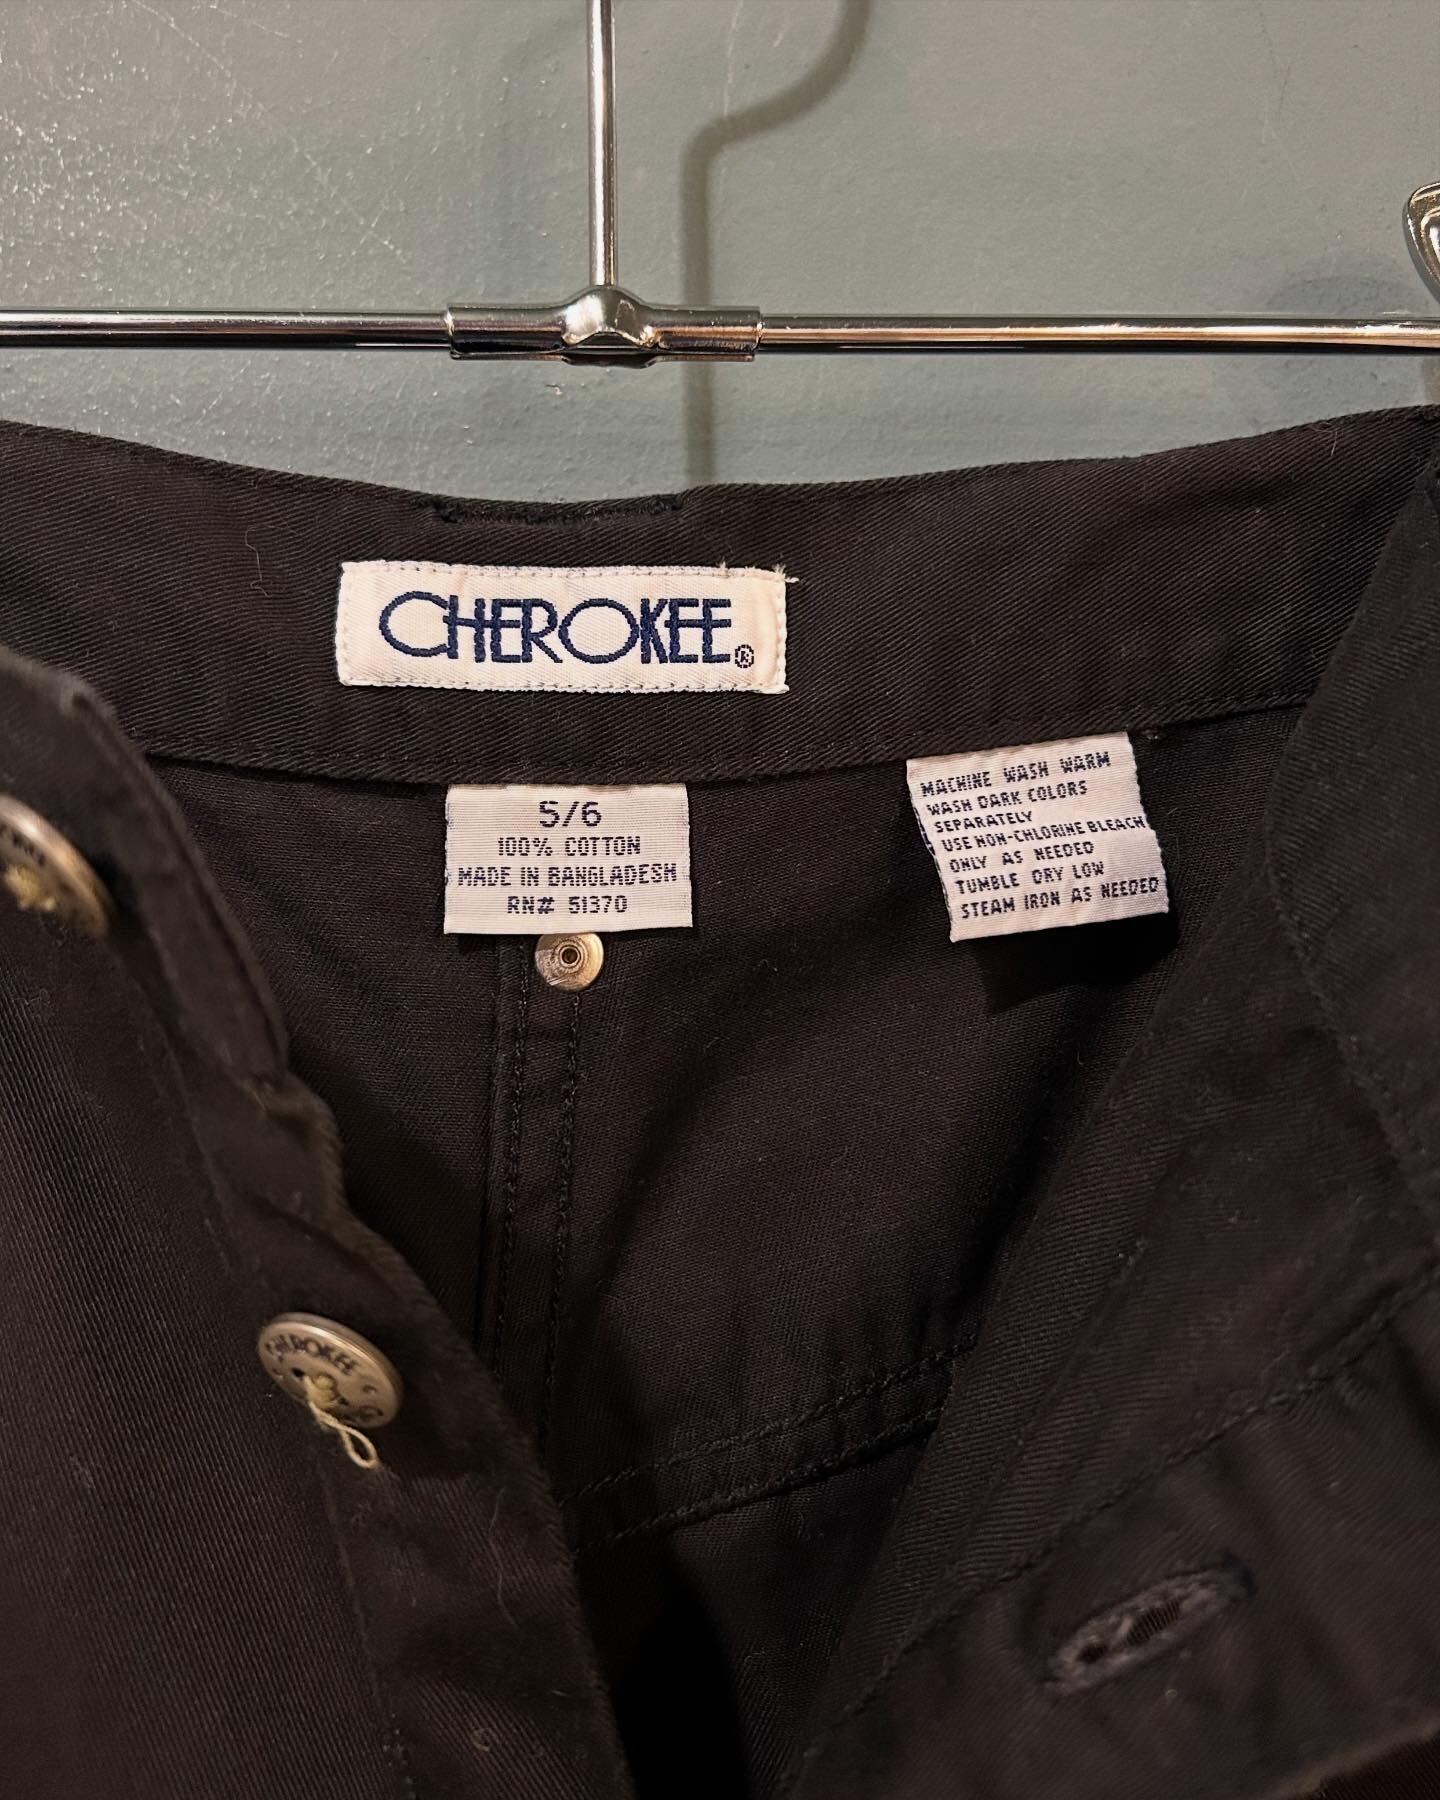 CHEROKEE®
5/6
100% COTTON
MADE IN BANGLADESH
RN# 51370
MACHINE WASH WARM
WASH DARK COLORS
SEPARATELY
USE NON-CHLORINE BLEACH
ONLY AS NEEDED
TUMBLE DRY LOW
STEAM IRON AS NEEDED
CHEROKEE